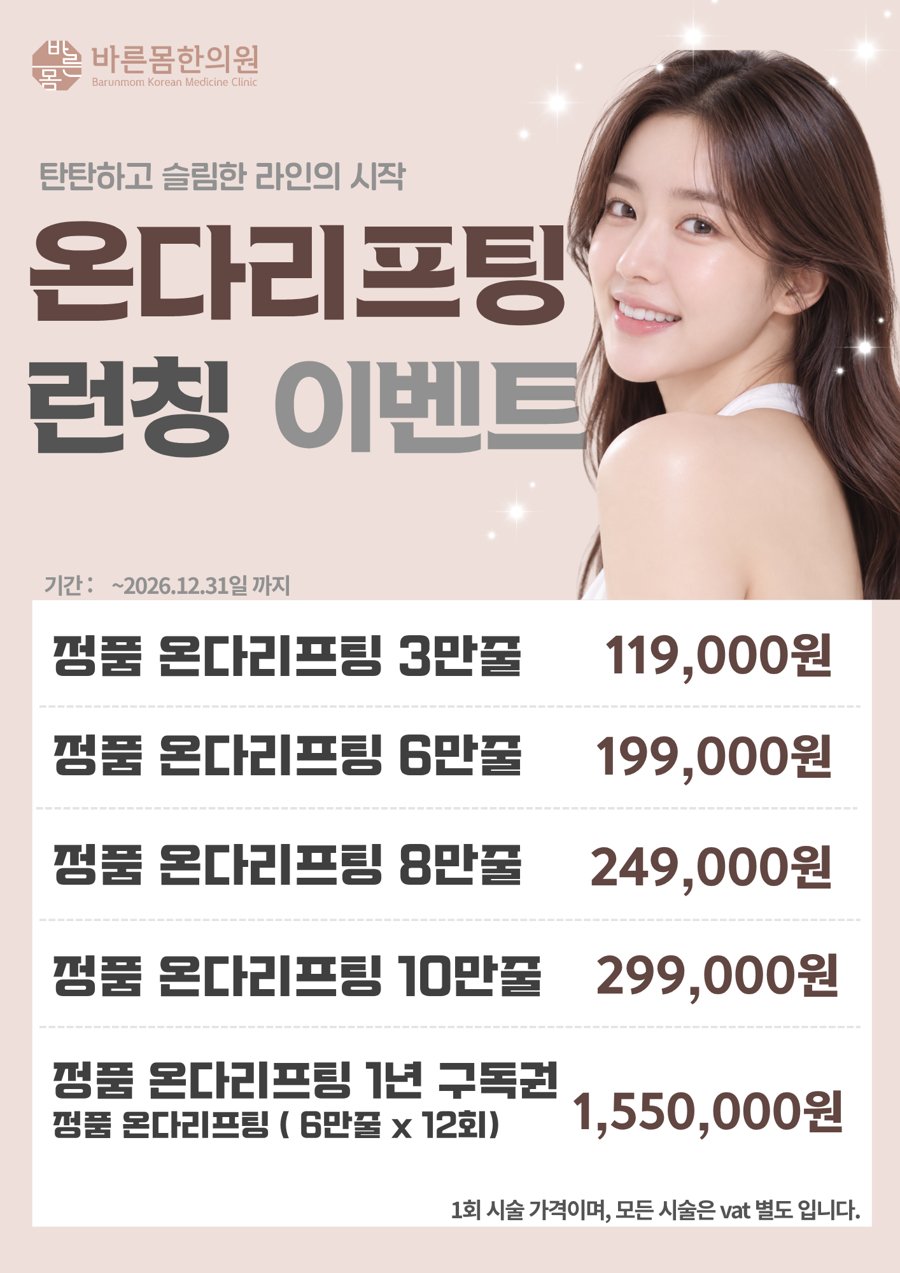 바른몸
바른몸한의원
Barunmom Korean Medicine Clinic
탄탄하고 슬림한 라인의 시작
온다리프팅
런칭 이벤트
기간 : ~2026.12.31일 까지
정품 온다리프팅 3만줄 119,000원
정품 온다리프팅 6만줄 199,000원
정품 온다리프팅 8만줄 249,000원
정품 온다리프팅 10만줄 299,000원
정품 온다리프팅 1년 구독권
정품 온다리프팅 ( 6만줄 x 12회) 1,550,000원
1회 시술 가격이며, 모든 시술은 vat 별도 입니다.